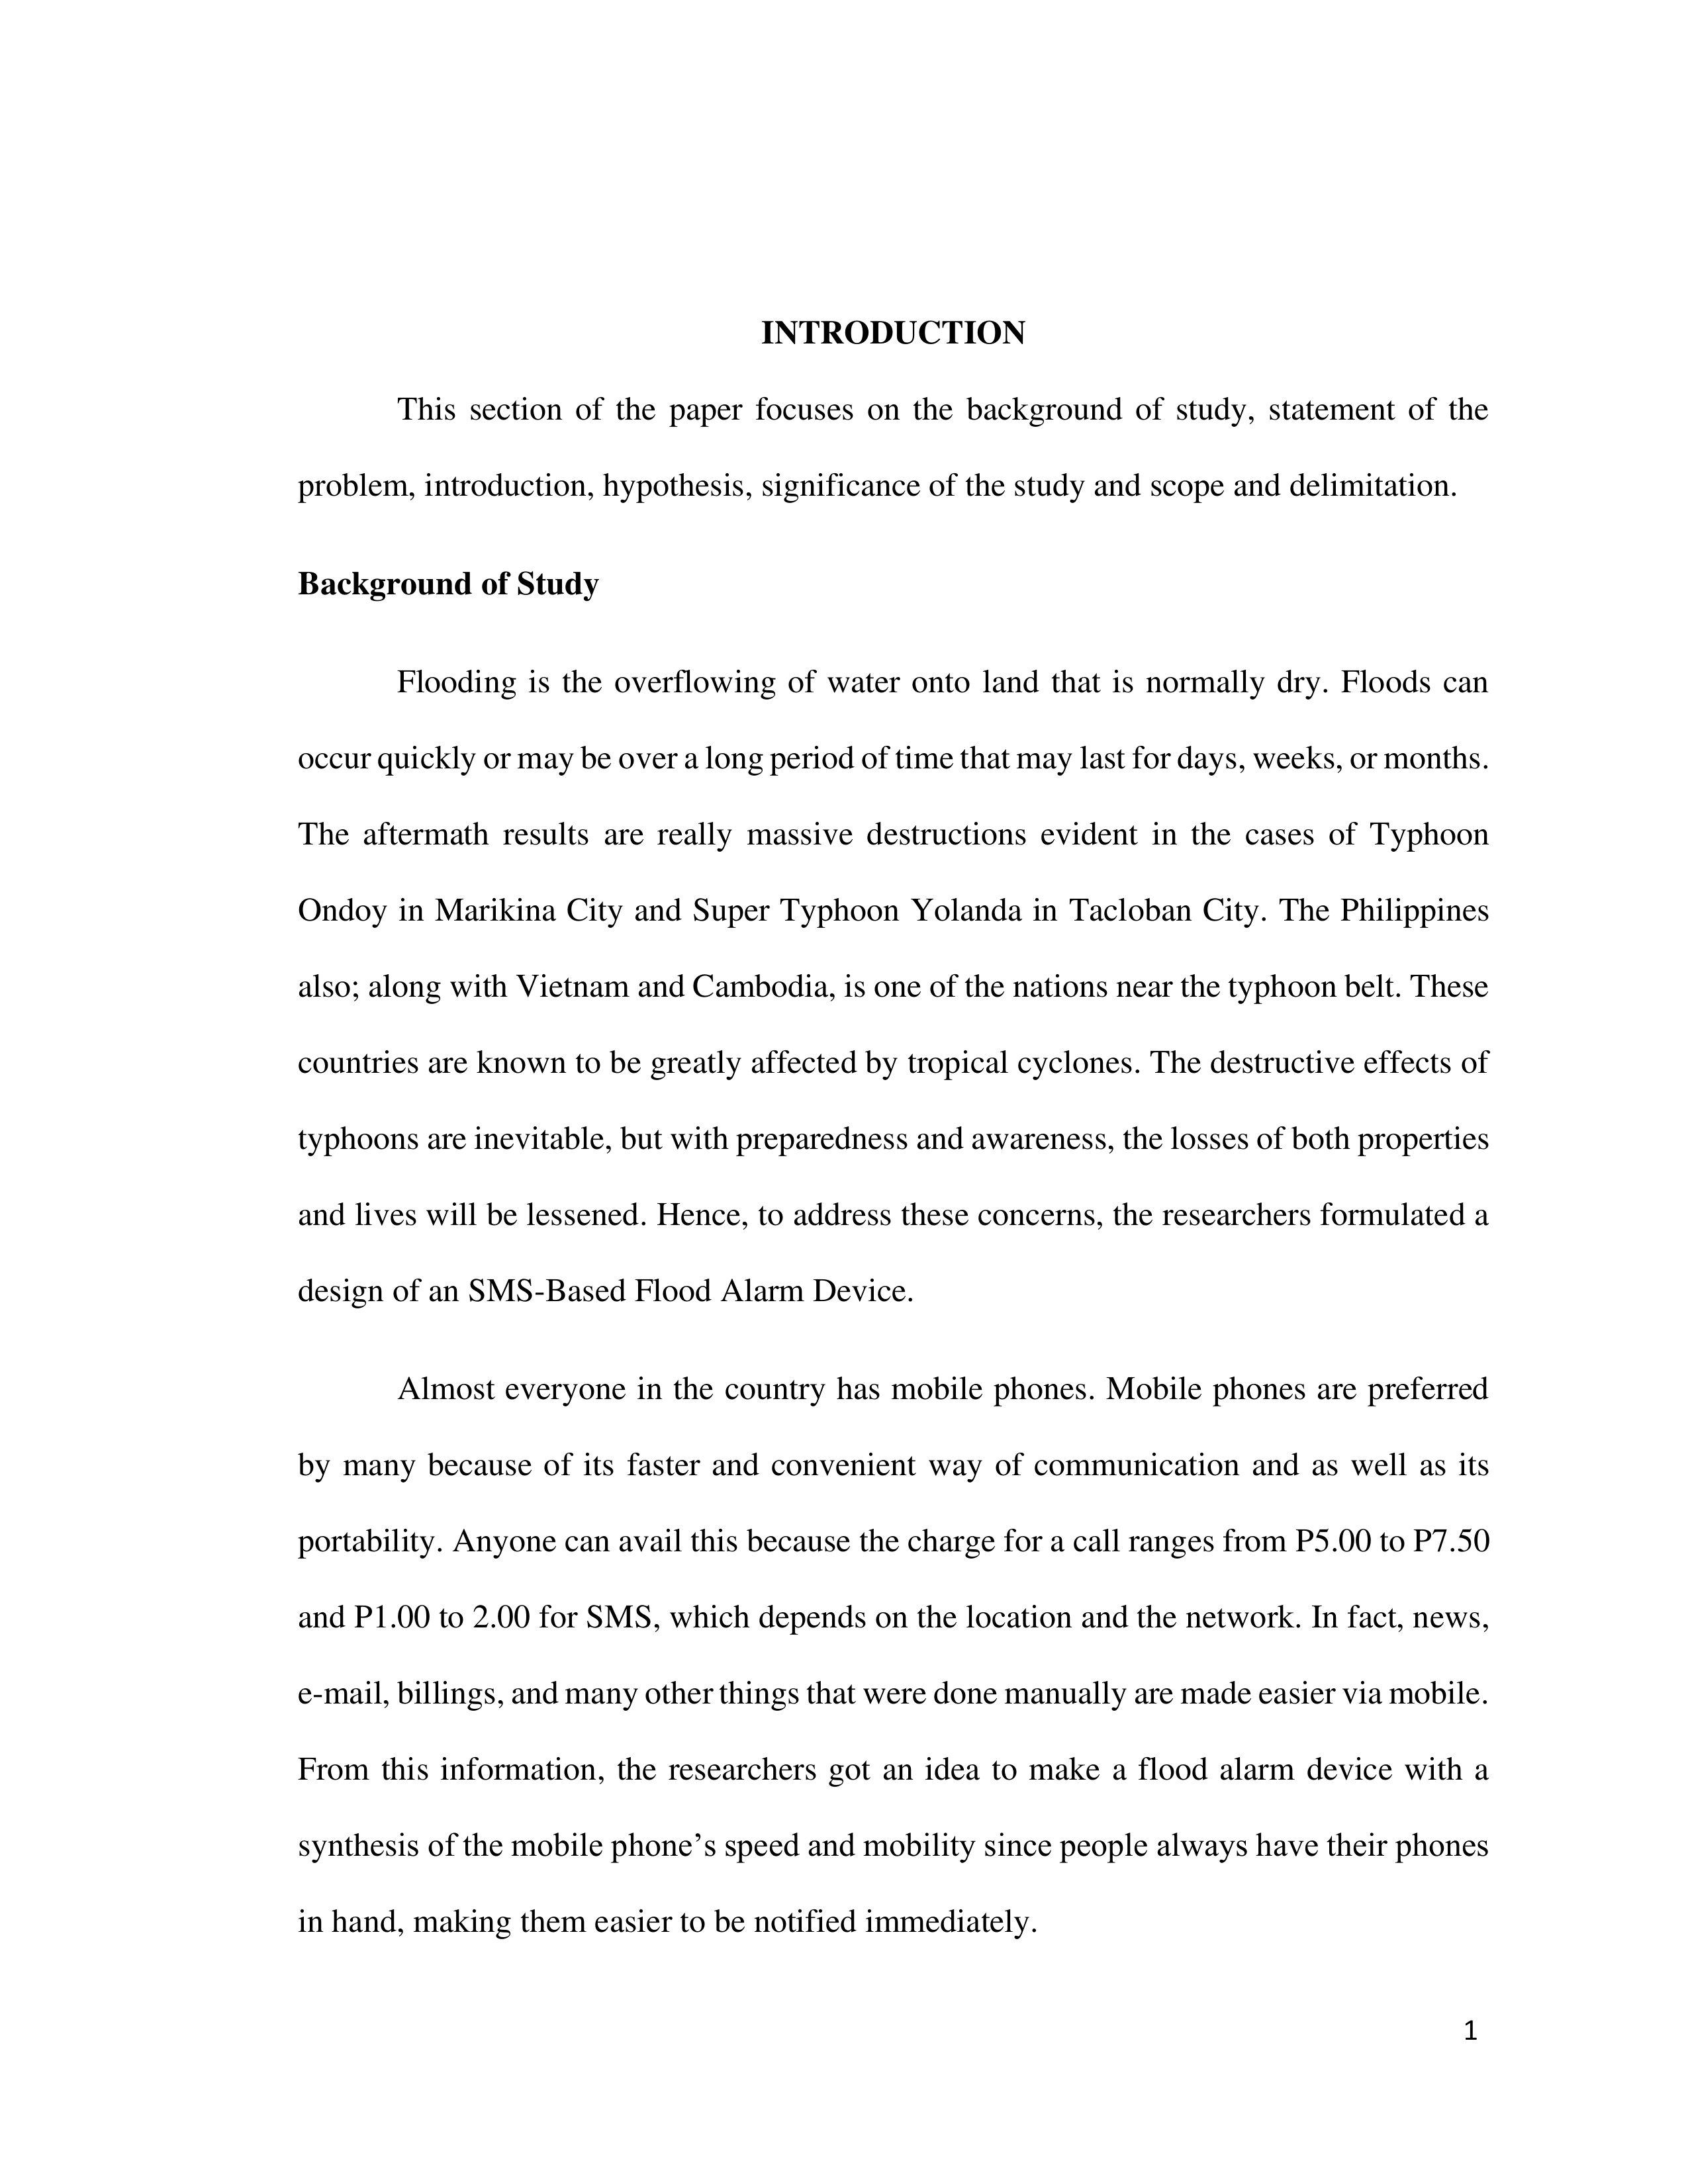 INTRODUCTION
This section of the paper focuses on the background of study, statement of the
problem, introduction, hypothesis, significance of the study and scope and delimitation.
Background of Study
Flooding is the overflowing of water onto land that is normally dry. Floods can
occur quickly or may be over a long period of time that may last for days, weeks, or months.
The aftermath results are really massive destructions evident in the cases of Typhoon
Ondoy in Marikina City and Super Typhoon Yolanda in Tacloban City. The Philippines
also; along with Vietnam and Cambodia, is one of the nations near the typhoon belt. These
countries are known to be greatly affected by tropical cyclones. The destructive effects of
typhoons are inevitable, but with preparedness and awareness, the losses of both properties
and lives will be lessened. Hence, to address these concerns, the researchers formulated a
design of an SMS-Based Flood Alarm Device.
Almost everyone in the country has mobile phones. Mobile phones are preferred
by many because of its faster and convenient way of communication and as well as its
portability. Anyone can avail this because the charge for a call ranges from P5.00 to P7.50
and P1.00 to 2.00 for SMS, which depends on the location and the network. In fact, news,
e-mail, billings, and many other things that were done manually are made easier via mobile.
From this information, the researchers got an idea to make a flood alarm device with a
synthesis of the mobile phone’s speed and mobility since people always have their phones
in hand, making them easier to be notified immediately.
1